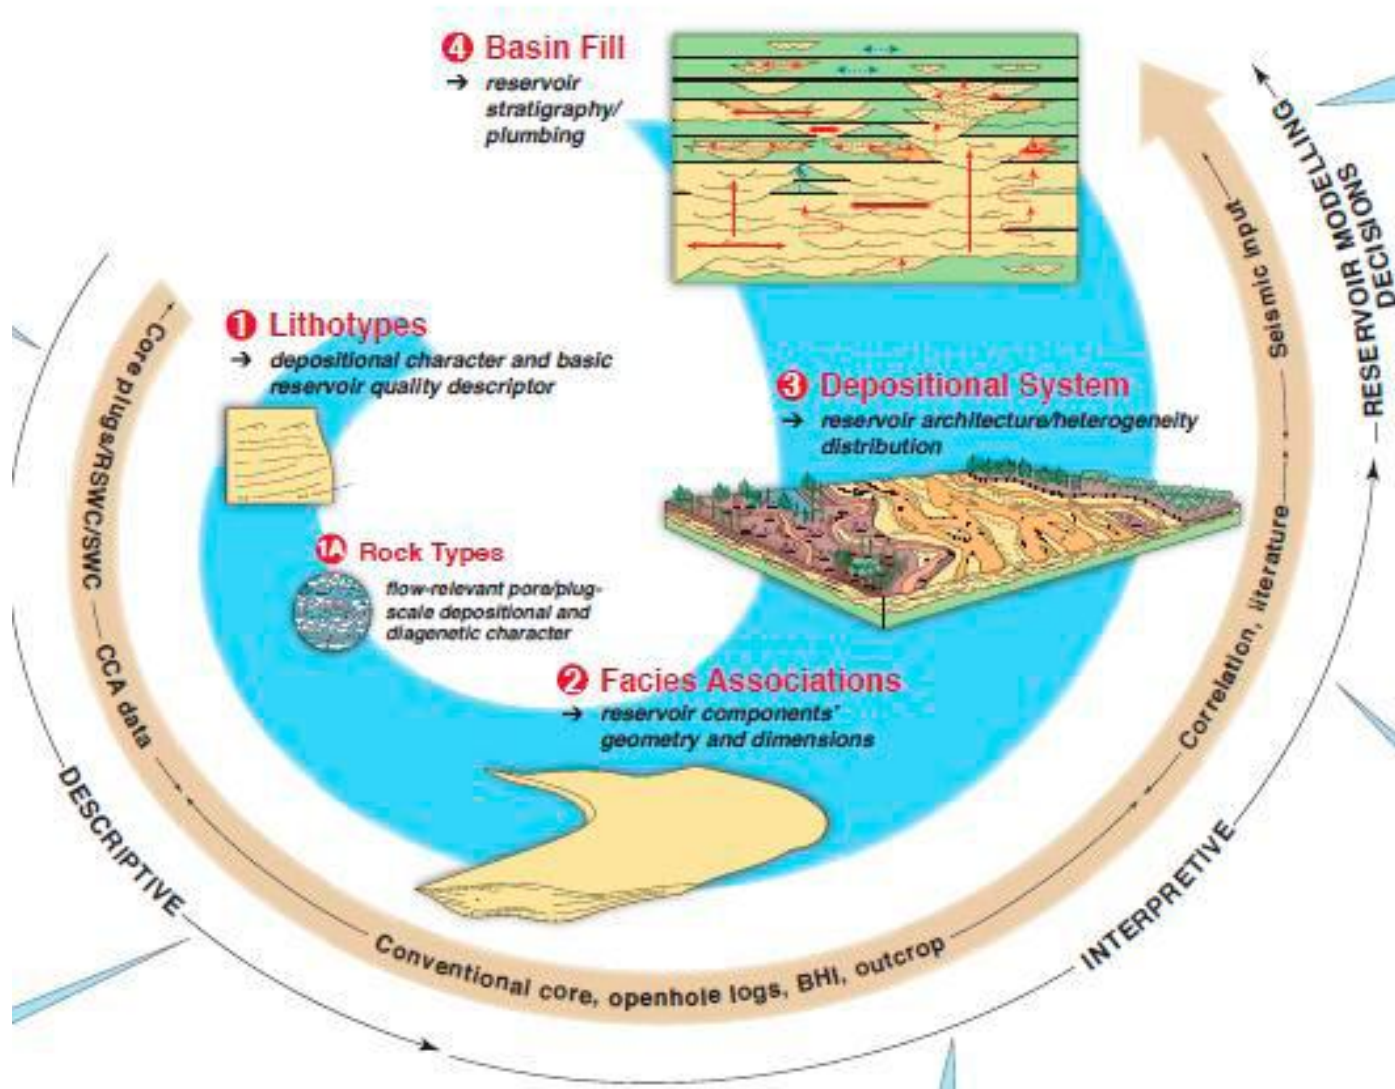 4 Basin Fill
→ reservoir
stratigraphy/
plumbing
1 Lithotypes
→ depositional character and basic
reservoir quality descriptor
1A Rock Types
flow-relevant pore/plug-
scale depositional and
diagenetic character
2 Facies Associations
→ reservoir components'
geometry and dimensions
3 Depositional System
→ reservoir architecture/heterogeneity
distribution
Core plugs/RSWC/SWC
CCA data
Conventional core, openhole logs, BHI, outcrop
Correlation, literature
Seismic input
DESCRIPTIVE
INTERPRETIVE
RESERVOIR MODELLING
DECISIONS